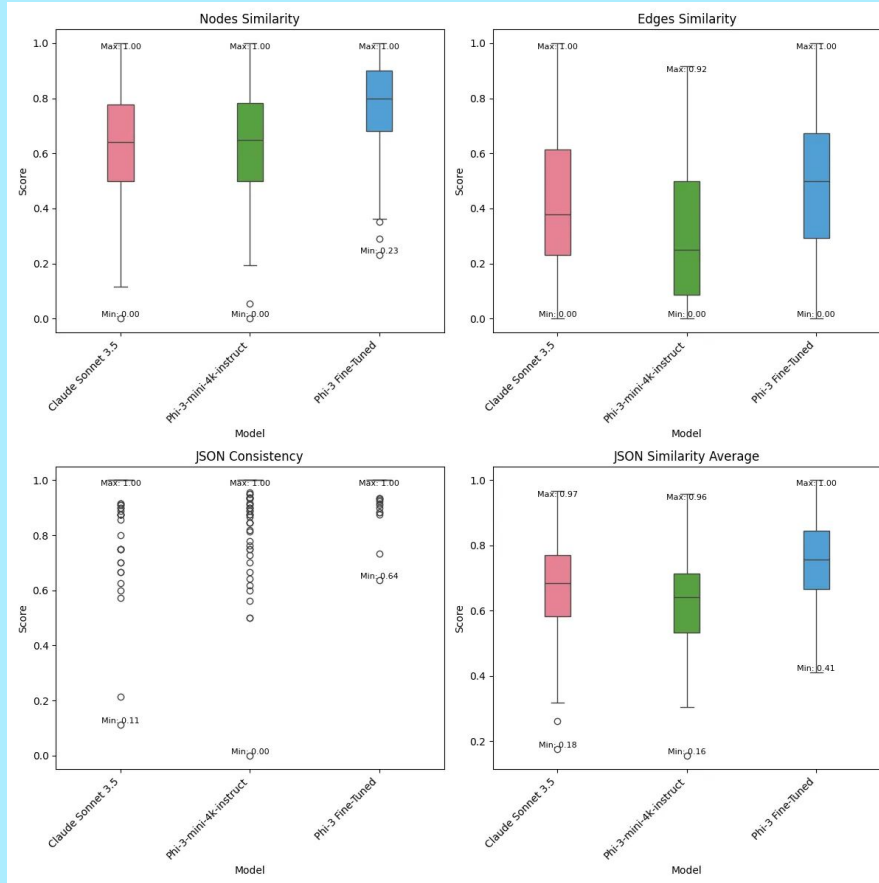 Nodes Similarity
1.0
0.8
0.6
0.4
0.2
0.0
Score
Max: 1.00
Max: 1.00
Max: 1.00
Min: 0.00
Min: 0.00
Min: 0.23
Claude Sonnet 3.5
Phi-3-mini-4k-instruct
Phi-3 Fine-Tuned
Model
Edges Similarity
1.0
0.8
0.6
0.4
0.2
0.0
Score
Max: 1.00
Max: 0.92
Max: 1.00
Min: 0.00
Min: 0.00
Min: 0.00
Claude Sonnet 3.5
Phi-3-mini-4k-instruct
Phi-3 Fine-Tuned
Model
JSON Consistency
1.0
0.8
0.6
0.4
0.2
0.0
Score
Max: 1.00
Max: 1.00
Max: 1.00
Min: 0.11
Min: 0.00
Min: 0.64
Claude Sonnet 3.5
Phi-3-mini-4k-instruct
Phi-3 Fine-Tuned
Model
JSON Similarity Average
1.0
0.8
0.6
0.4
0.2
Score
Max: 0.97
Max: 0.96
Max: 1.00
Min: 0.18
Min: 0.16
Min: 0.41
Claude Sonnet 3.5
Phi-3-mini-4k-instruct
Phi-3 Fine-Tuned
Model